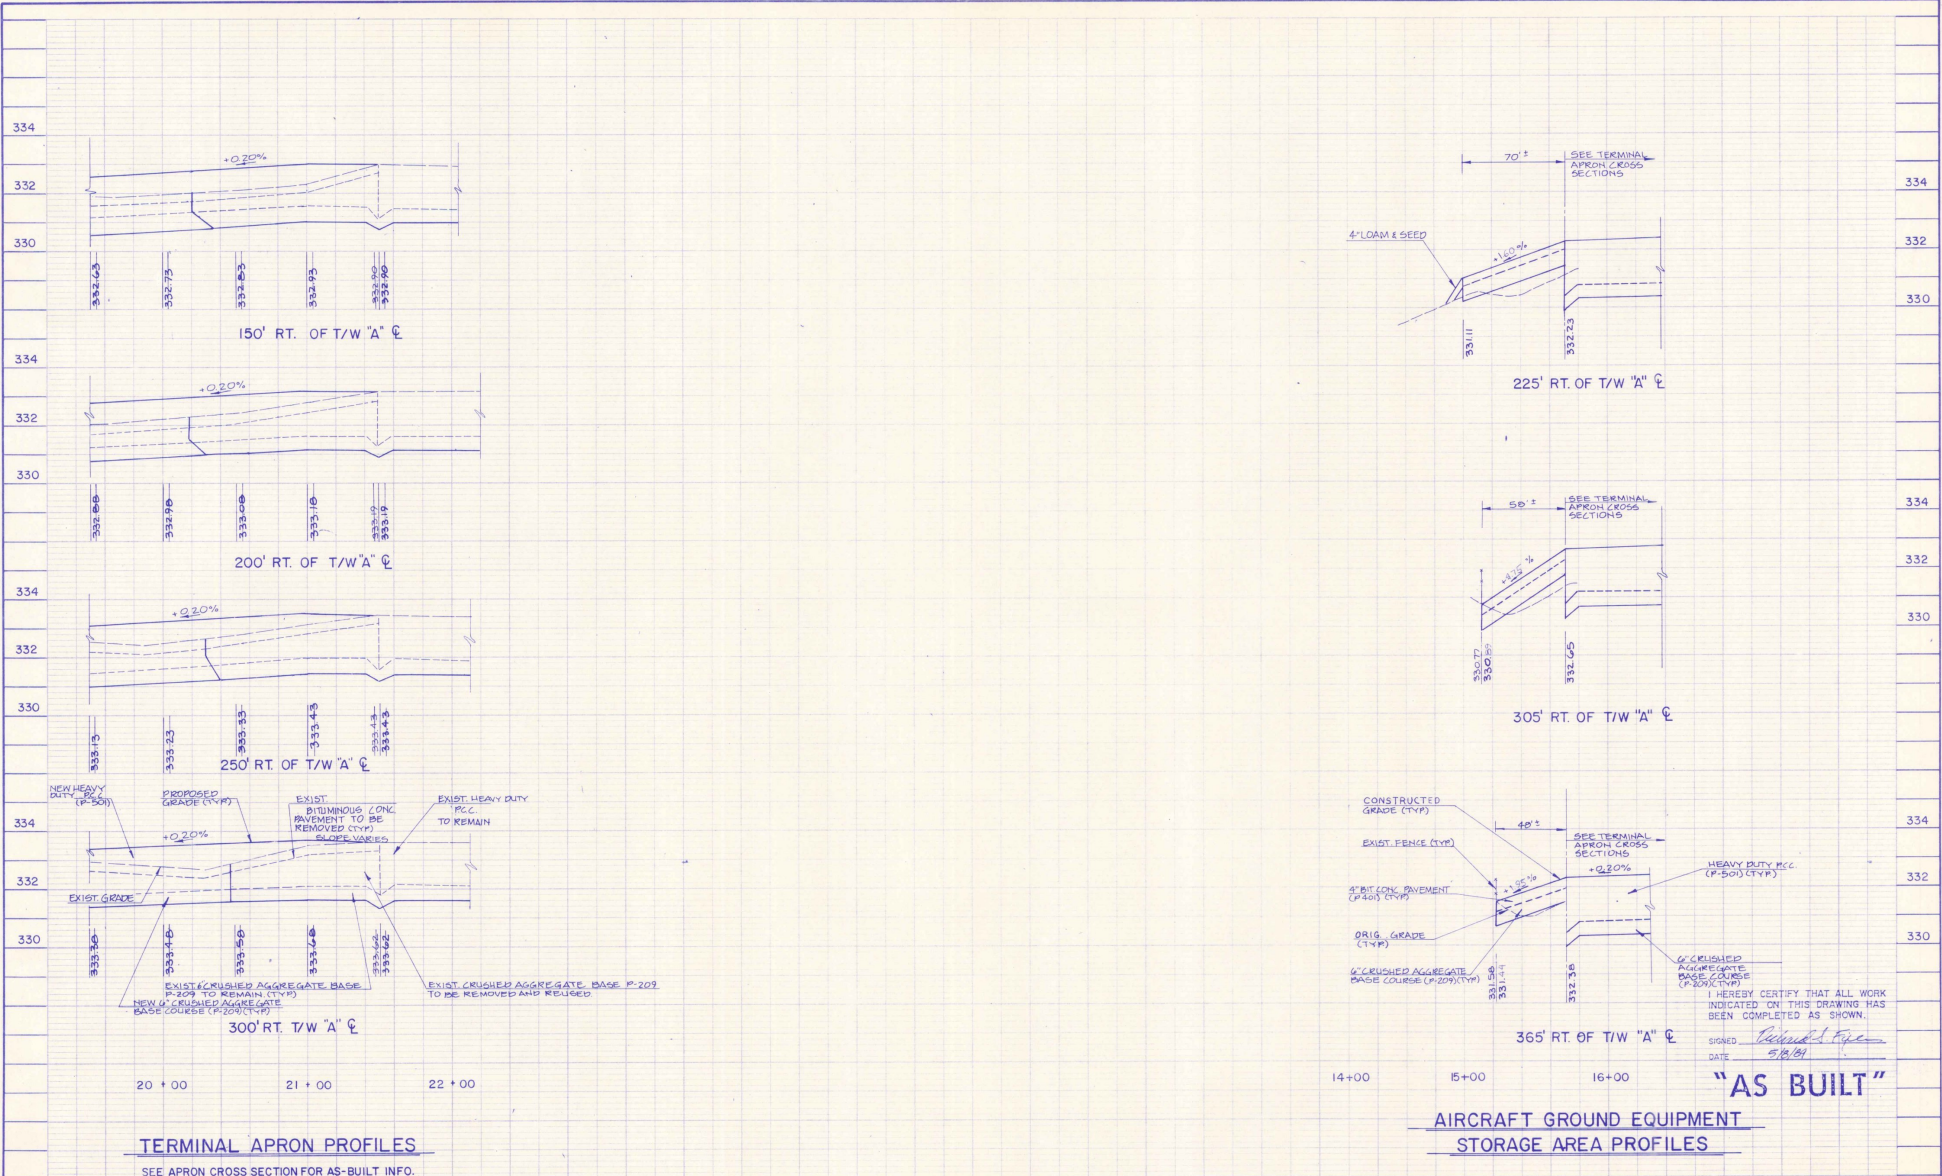 334
332
330
334
332
330
334
332
330
334
332
330
+0.20%
332.63
332.73
332.83
332.93
332.90
332.90
150' RT. OF T/W "A" ℄
+0.20%
332.88
332.98
333.08
333.18
333.19
333.19
200' RT. OF T/W "A" ℄
+0.20%
333.13
333.23
333.33
333.43
333.43
333.43
250' RT. OF T/W "A" ℄
NEW HEAVY
DUTY P.C.C.
(P-501)
PROPOSED
GRADE (TYP)
EXIST.
BITUMINOUS CONC
PAVEMENT TO BE
REMOVED (TYP)
SLOPE VARIES
EXIST. HEAVY DUTY
P.C.C.
TO REMAIN
+0.20%
EXIST. GRADE
333.38
333.48
333.58
333.68
333.62
333.62
EXIST 6" CRUSHED AGGREGATE BASE
P-209 TO REMAIN (TYP)
NEW 6" CRUSHED AGGREGATE
BASE COURSE (P-209)(TYP)
EXIST. CRUSHED AGGREGATE BASE P-209
TO BE REMOVED AND REUSED
300' RT. T/W "A" ℄
20 + 00
21 + 00
22 + 00
TERMINAL APRON PROFILES
SEE APRON CROSS SECTION FOR AS-BUILT INFO.
70' ±
SEE TERMINAL
APRON CROSS
SECTIONS
4" LOAM & SEED
+1.60%
331.11
332.23
225' RT. OF T/W "A" ℄
58' ±
SEE TERMINAL
APRON CROSS
SECTIONS
330.77
330.89
332.65
305' RT. OF T/W "A" ℄
CONSTRUCTED
GRADE (TYP)
48' ±
EXIST. FENCE (TYP)
SEE TERMINAL
APRON CROSS
SECTIONS
+0.20%
HEAVY DUTY P.C.C.
(P-501)(TYP)
4" BIT CONC. PAVEMENT
(P 401) (TYP)
ORIG. GRADE
(TYP)
6" CRUSHED AGGREGATE
BASE COURSE (P-209)(TYP)
331.58
331.44
332.38
6" CRUSHED
AGGREGATE
BASE COURSE
(P-209)(TYP)
365' RT. OF T/W "A" ℄
334
332
330
334
332
330
334
332
330
I HEREBY CERTIFY THAT ALL WORK
INDICATED ON THIS DRAWING HAS
BEEN COMPLETED AS SHOWN.
SIGNED
DATE
14+00
15+00
16+00
"AS BUILT"
AIRCRAFT GROUND EQUIPMENT
STORAGE AREA PROFILES